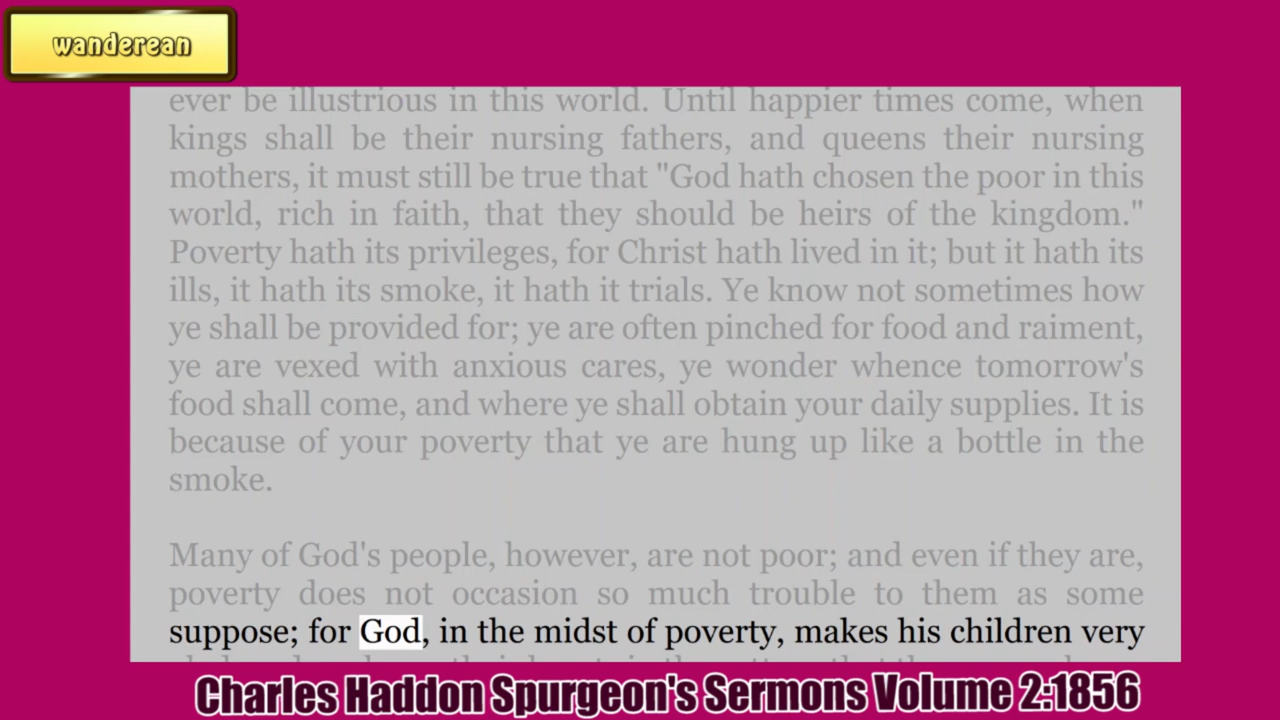 wanderean
ever be illustrious in this world. Until happier times come, when
kings shall be their nursing fathers, and queens their nursing
mothers, it must still be true that "God hath chosen the poor in this
world, rich in faith, that they should be heirs of the kingdom."
Poverty hath its privileges, for Christ hath lived in it; but it hath its
ills, it hath its smoke, it hath it trials. Ye know not sometimes how
ye shall be provided for; ye are often pinched for food and raiment,
ye are vexed with anxious cares, ye wonder whence tomorrow's
food shall come, and where ye shall obtain your daily supplies. It is
because of your poverty that ye are hung up like a bottle in the
smoke.
Many of God's people, however, are not poor; and even if they are,
poverty does not occasion so much trouble to them as some
suppose; for God, in the midst of poverty, makes his children very
Charles Haddon Spurgeon's Sermons Volume 2:1856